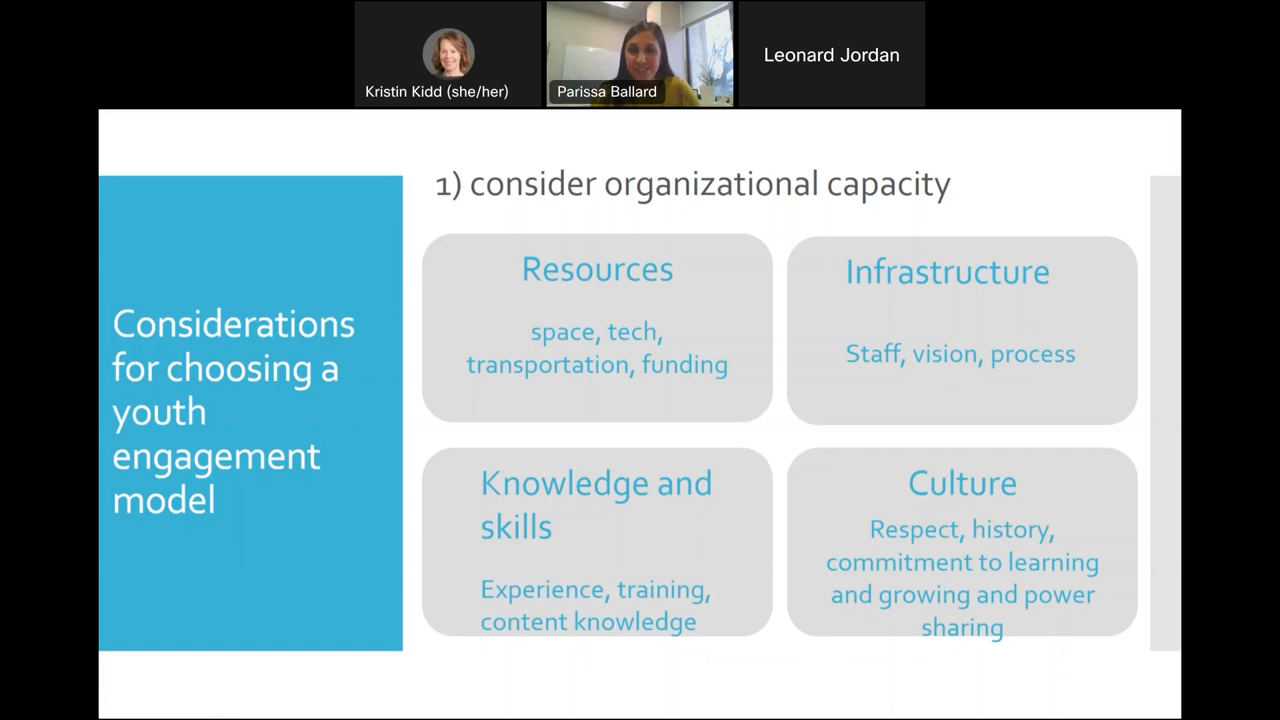 Kristin Kidd (she/her)
Parissa Ballard
Leonard Jordan
Considerations
for choosing a
youth
engagement
model
1) consider organizational capacity
Resources
space, tech,
transportation, funding
Infrastructure
Staff, vision, process
Knowledge and
skills
Experience, training,
content knowledge
Culture
Respect, history,
commitment to learning
and growing and power
sharing